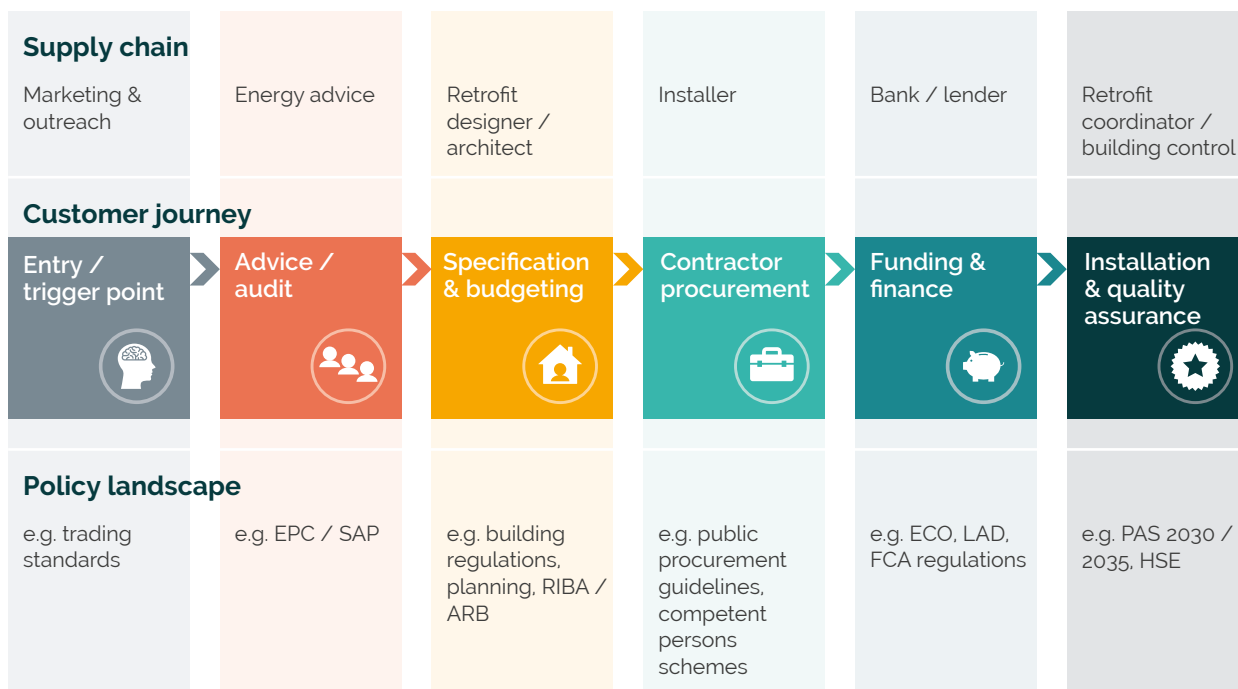 Supply chain
Marketing &
outreach
Energy advice
Retrofit
designer /
architect
Installer
Bank / lender
Retrofit
coordinator /
building control
Customer journey
Entry /
trigger point
Advice /
audit
Specification
& budgeting
Contractor
procurement
Funding &
finance
Installation
& quality
assurance
Policy landscape
e.g. trading
standards
e.g. EPC / SAP
e.g. building
regulations,
planning, RIBA /
ARB
e.g. public
procurement
guidelines,
competent
persons
schemes
e.g. ECO, LAD,
FCA regulations
e.g. PAS 2030 /
2035, HSE